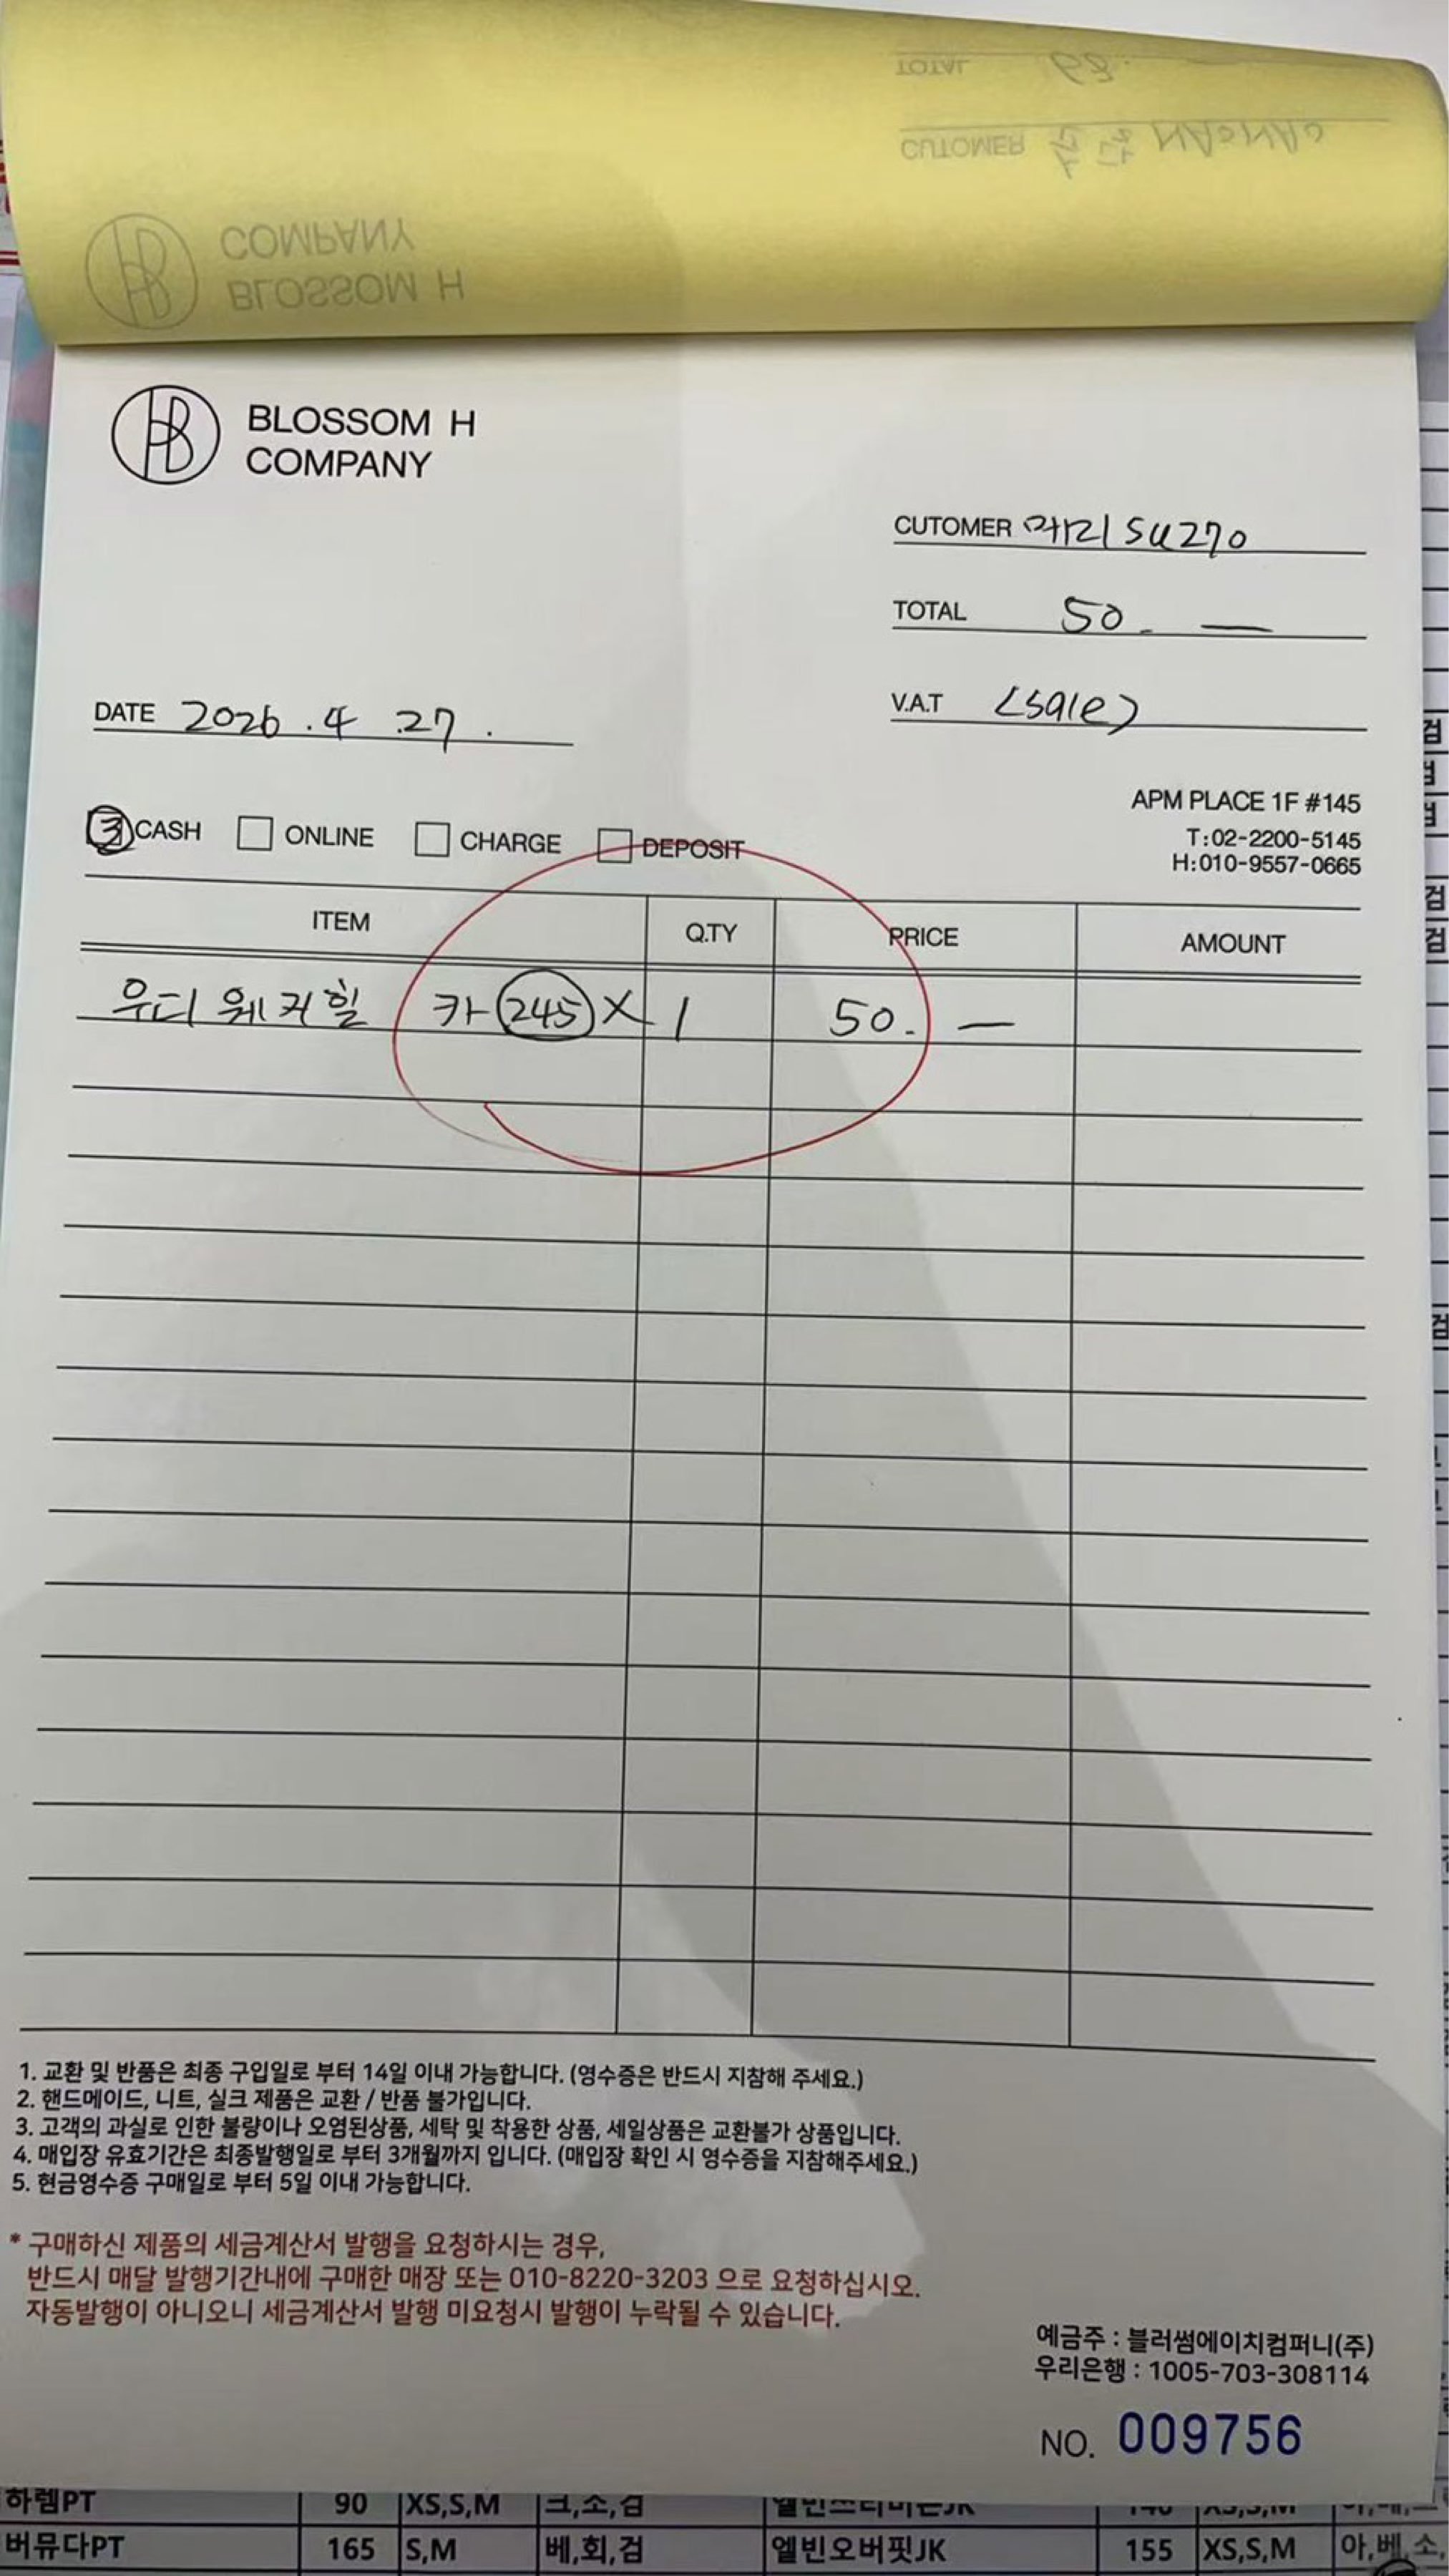 TOTAL 68.
CUTOMER
COMPANY
BLOSSOM H
BLOSSOM H
COMPANY
CUTOMER 머리 SU270
TOTAL 50. —
DATE 2026.4.27.
V.A.T (sale)
APM PLACE 1F #145
T:02-2200-5145
H:010-9557-0665
CASH ONLINE CHARGE DEPOSIT
ITEM Q.TY PRICE AMOUNT
우디 워커힐 카 245 X 1 50. —
1. 교환 및 반품은 최종 구입일로 부터 14일 이내 가능합니다. (영수증은 반드시 지참해 주세요.)
2. 핸드메이드, 니트, 실크 제품은 교환 / 반품 불가입니다.
3. 고객의 과실로 인한 불량이나 오염된상품, 세탁 및 착용한 상품, 세일상품은 교환불가 상품입니다.
4. 매입장 유효기간은 최종발행일로 부터 3개월까지 입니다. (매입장 확인 시 영수증을 지참해주세요.)
5. 현금영수증 구매일로 부터 5일 이내 가능합니다.
* 구매하신 제품의 세금계산서 발행을 요청하시는 경우,
반드시 매달 발행기간내에 구매한 매장 또는 010-8220-3203 으로 요청하십시오.
자동발행이 아니오니 세금계산서 발행 미요청시 발행이 누락될 수 있습니다.
예금주 : 블러썸에이치컴퍼니(주)
우리은행 : 1005-703-308114
NO. 009756
하렘PT 90 XS,S,M 크,소,검
버뮤다PT 165 S,M 베,회,검 엘빈오버핏JK 155 XS,S,M 아,베,소,